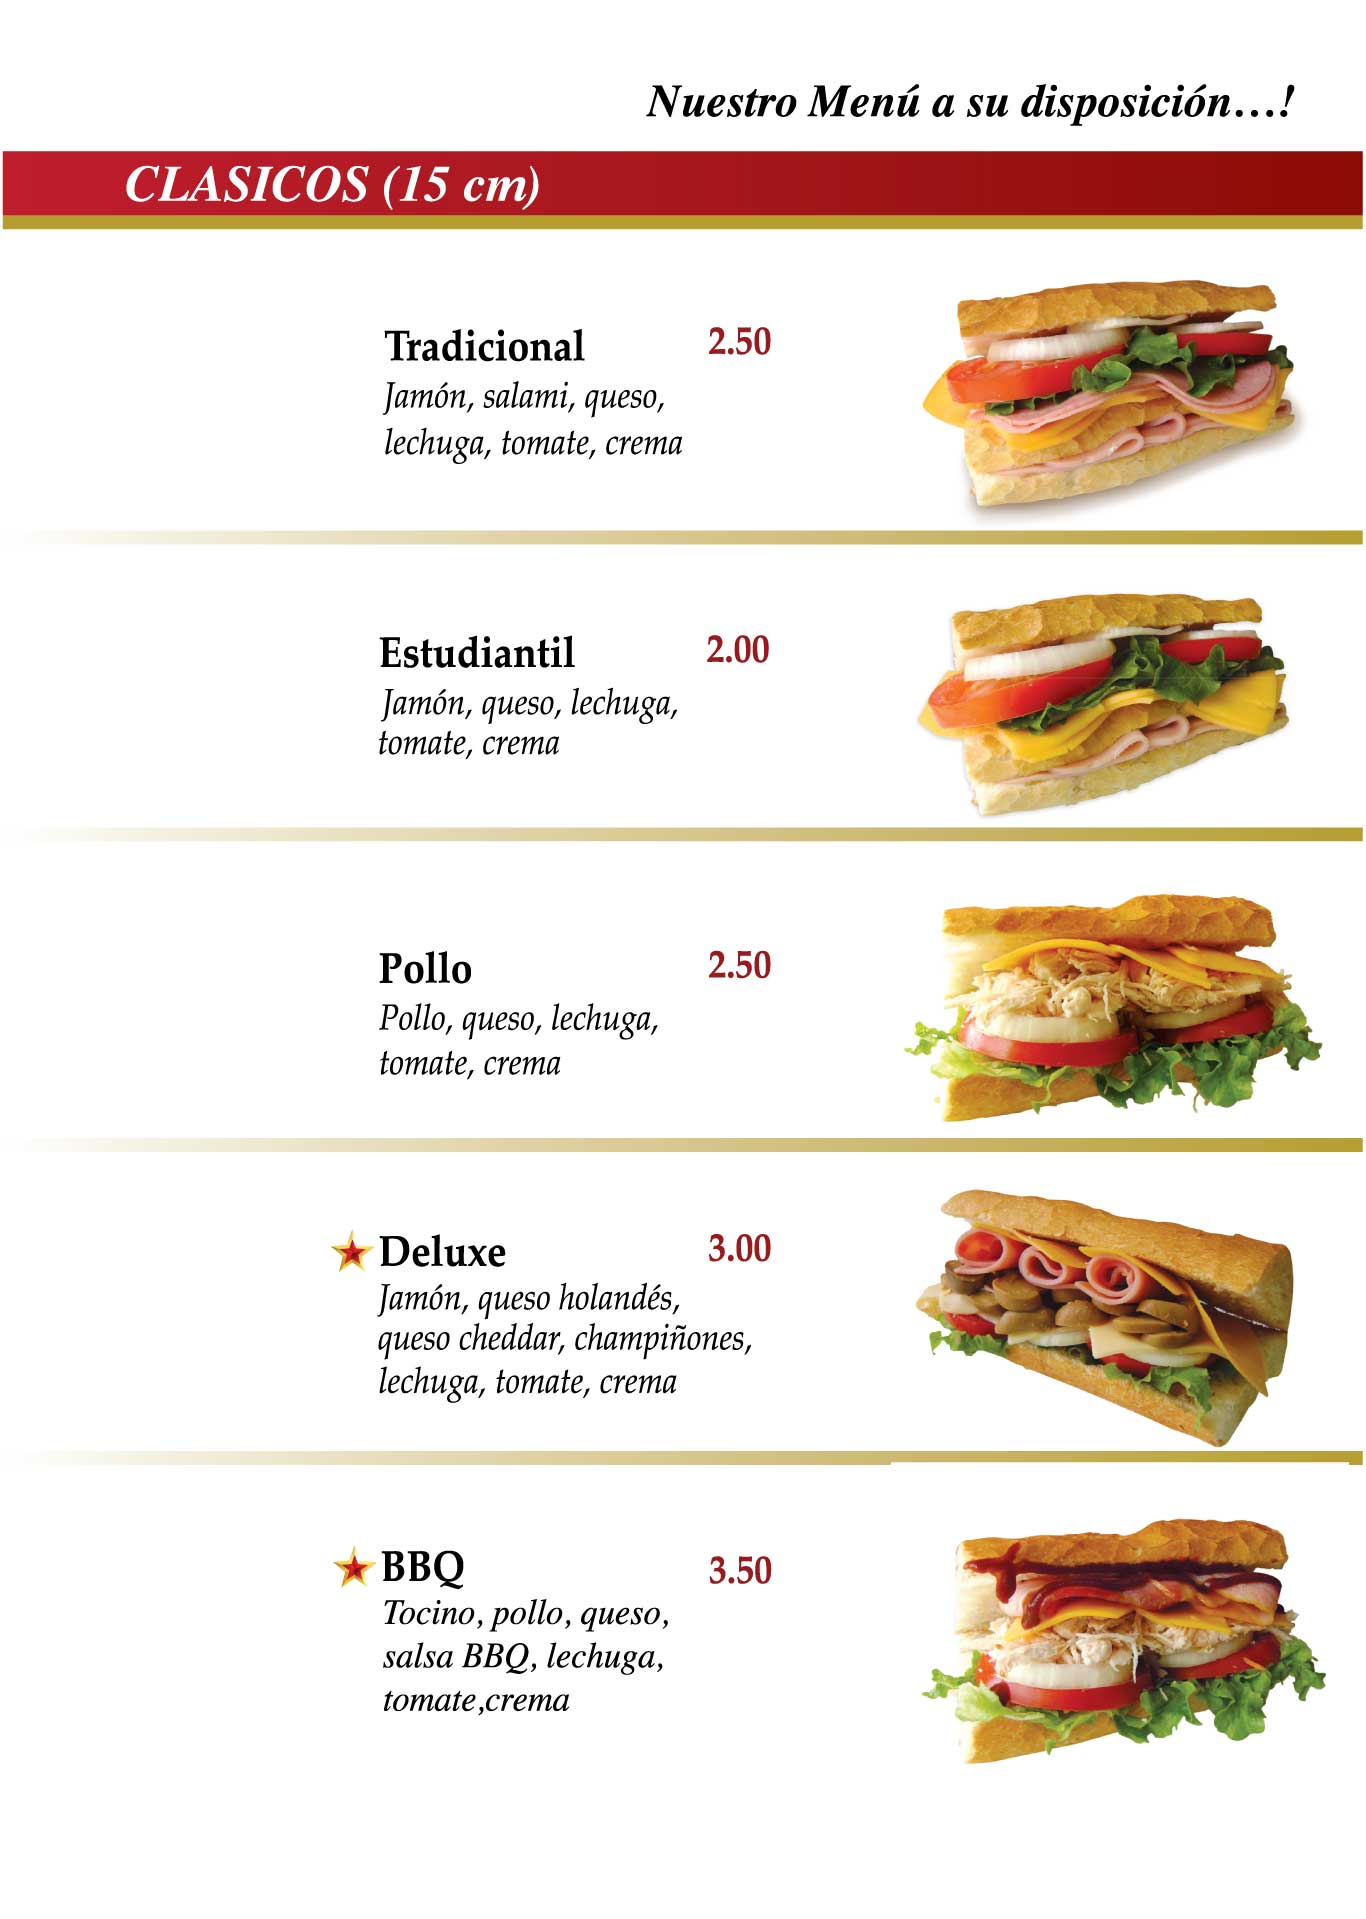 Nuestro Menú a su disposición...!
CLASICOS (15 cm)
Tradicional 2.50
Jamón, salami, queso,
lechuga, tomate, crema
Estudiantil 2.00
Jamón, queso, lechuga,
tomate, crema
Pollo 2.50
Pollo, queso, lechuga,
tomate, crema
Deluxe 3.00
Jamón, queso holandés,
queso cheddar, champiñones,
lechuga, tomate, crema
BBQ 3.50
Tocino, pollo, queso,
salsa BBQ, lechuga,
tomate,crema